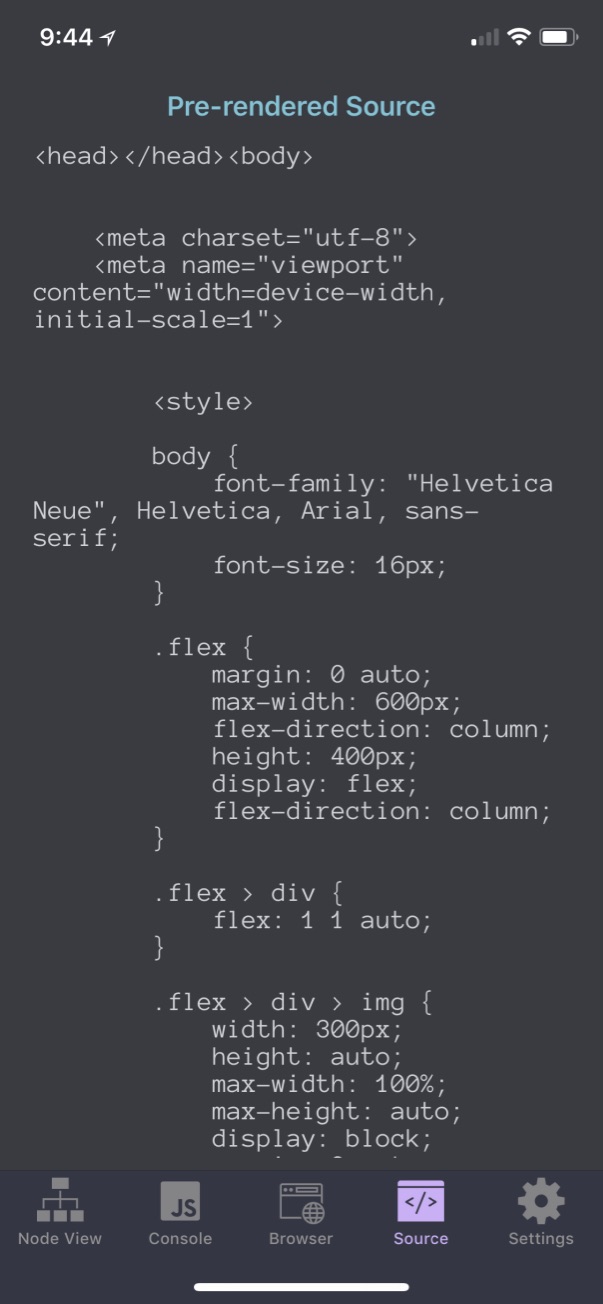 9:44
Pre-rendered Source
<head></head><body>
<meta charset="utf-8">
<meta name="viewport"
content="width=device-width,
initial-scale=1">
<style>
body {
font-family: "Helvetica
Neue", Helvetica, Arial, sans-
serif;
font-size: 16px;
}
.flex {
margin: 0 auto;
max-width: 600px;
flex-direction: column;
height: 400px;
display: flex;
flex-direction: column;
}
.flex > div {
flex: 1 1 auto;
}
.flex > div > img {
width: 300px;
height: auto;
max-width: 100%;
max-height: auto;
display: block;
JS
</>
Node View
Console
Browser
Source
Settings